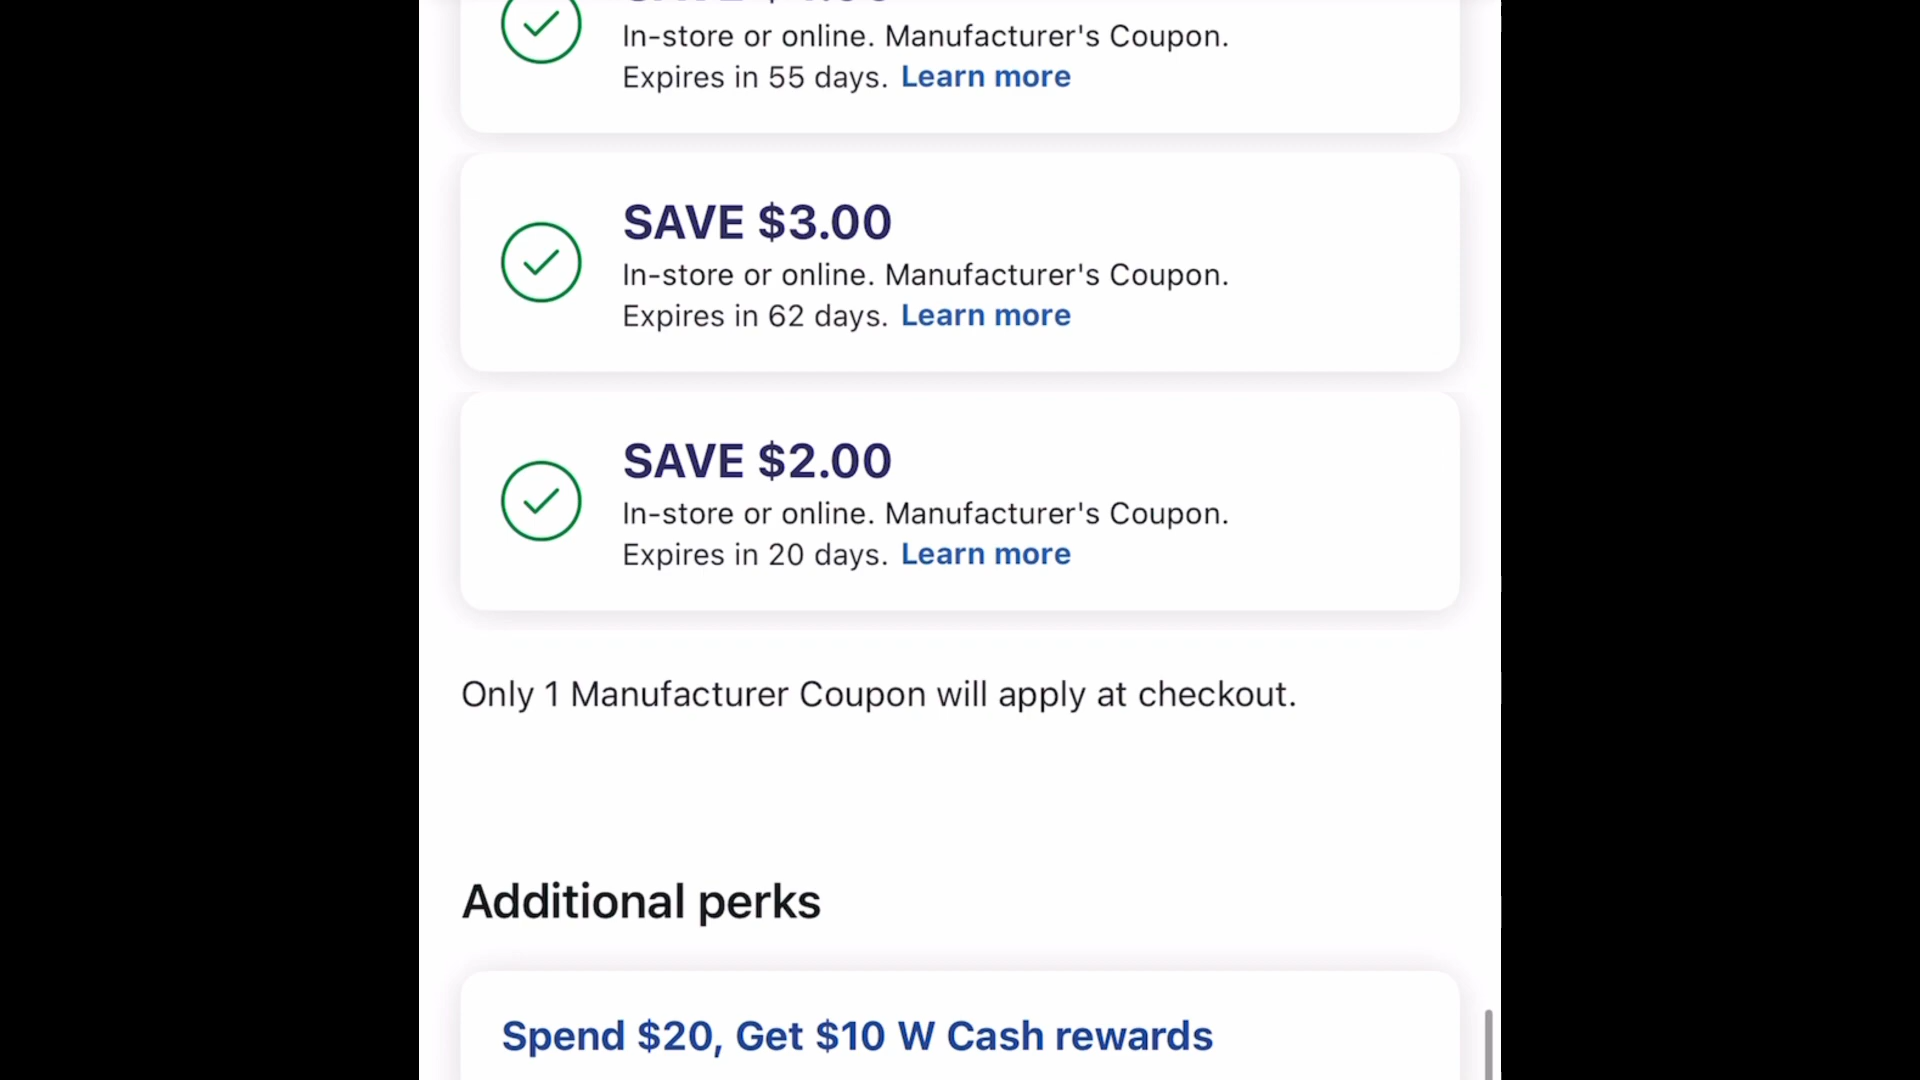 In-store or online. Manufacturer's Coupon.
Expires in 55 days. Learn more
SAVE $3.00
In-store or online. Manufacturer's Coupon.
Expires in 62 days. Learn more
SAVE $2.00
In-store or online. Manufacturer's Coupon.
Expires in 20 days. Learn more
Only 1 Manufacturer Coupon will apply at checkout.
Additional perks
Spend $20, Get $10 W Cash rewards